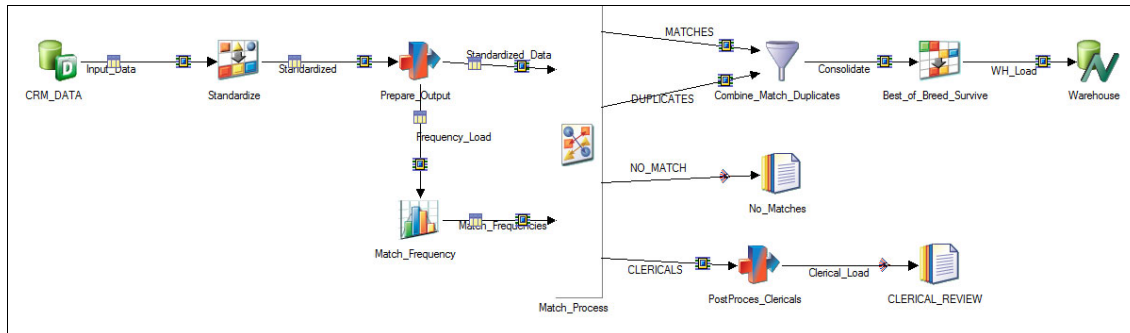 MATCHES
Standardized_Data
Input_Data
Standardized
Consolidate
WH_Load
CRM_DATA
Standardize
Prepare_Output
DUPLICATES
Combine_Match_Duplicates
Best_of_Breed_Survive
Warehouse
Frequency_Load
NO_MATCH
No_Matches
Match_Frequencies
Match_Frequency
CLERICALS
Clerical_Load
Match_Process
PostProces_Clericals
CLERICAL_REVIEW